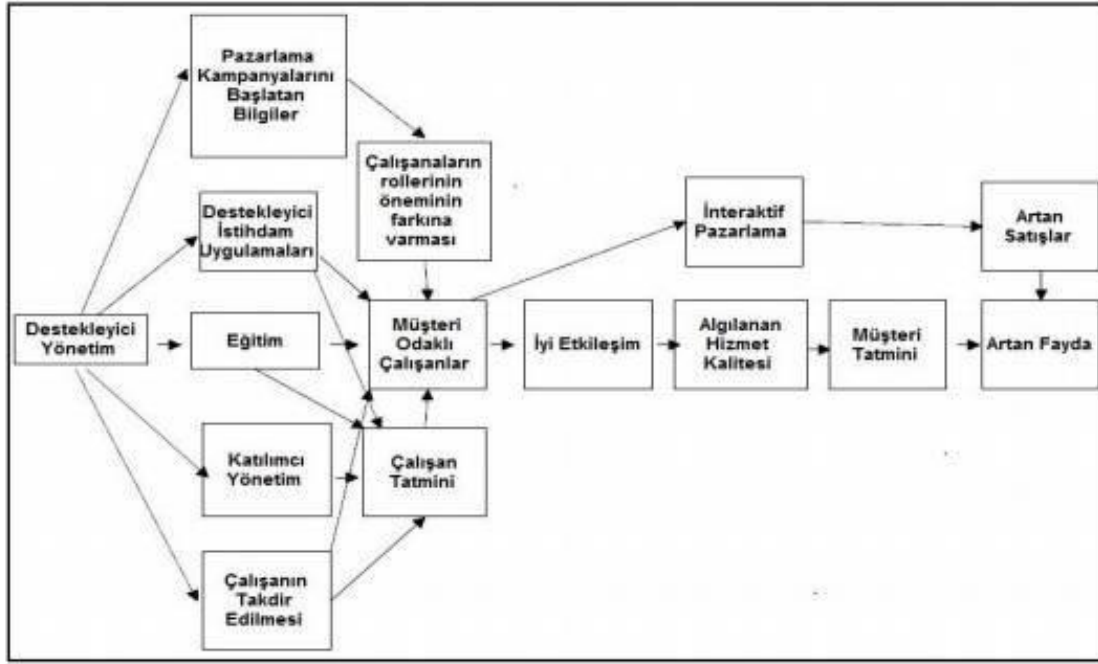 Pazarlama
Kampanyalarını
Başlatan
Bilgiler
Çalışanaların
rollerinin
öneminin
farkına
varması
Destekleyici
İstihdam
Uygulamaları
İnteraktif
Pazarlama
Artan
Satışlar
Destekleyici
Yönetim
Eğitim
Müşteri
Odaklı
Çalışanlar
İyi Etkileşim
Algılanan
Hizmet
Kalitesi
Müşteri
Tatmini
Artan Fayda
Katılımcı
Yönetim
Çalışan
Tatmini
Çalışanın
Takdir
Edilmesi